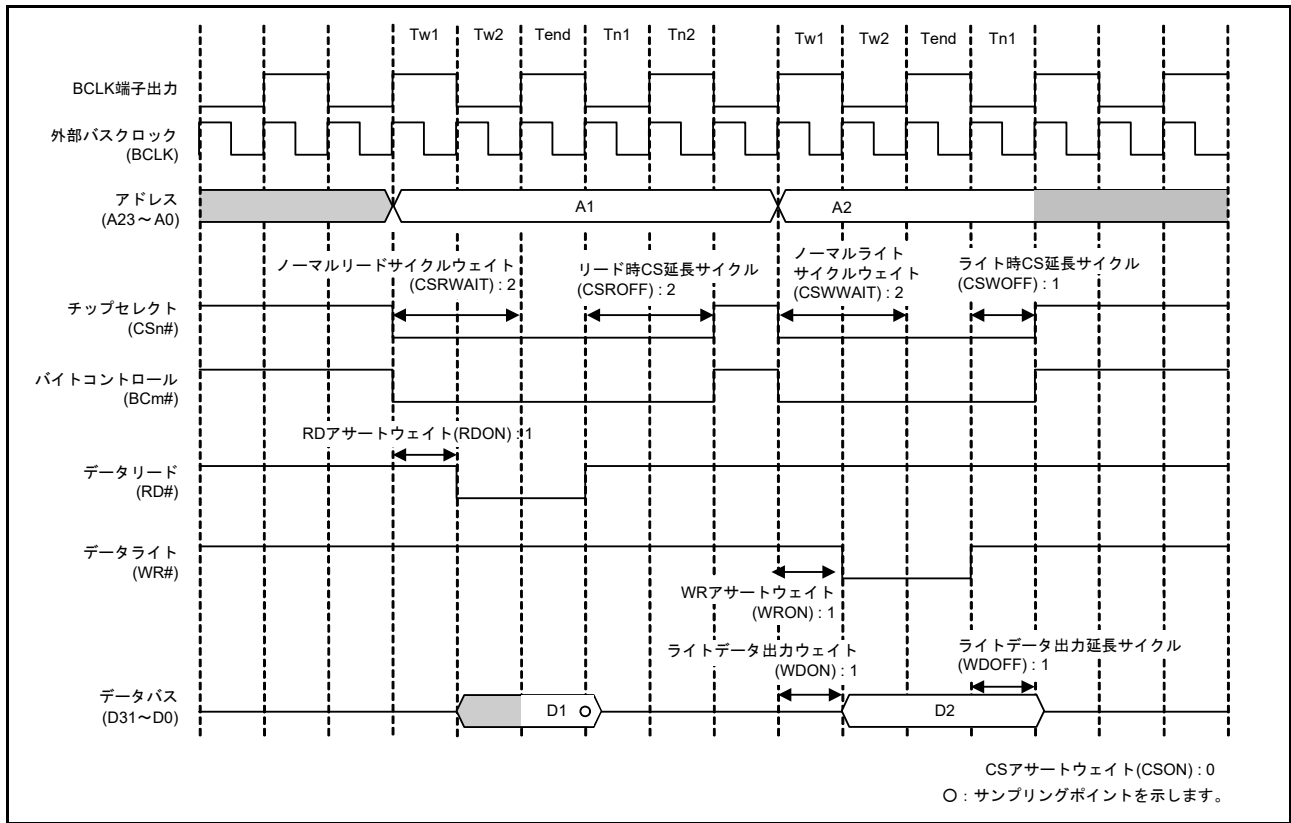 Tw1 Tw2 Tend Tn1 Tn2 Tw1 Tw2 Tend Tn1
BCLK端子出力
外部バスクロック
(BCLK)
アドレス
(A23～A0)
A1
A2
ノーマルリードサイクルウェイト
(CSRWAIT) : 2
リード時CS延長サイクル
(CSROFF) : 2
ノーマルライト
サイクルウェイト
(CSWWAIT) : 2
ライト時CS延長サイクル
(CSWOFF) : 1
チップセレクト
(CSn#)
バイトコントロール
(BCm#)
RDアサートウェイト(RDON) : 1
データリード
(RD#)
データライト
(WR#)
WRアサートウェイト
(WRON) : 1
ライトデータ出力ウェイト
(WDON) : 1
ライトデータ出力延長サイクル
(WDOFF) : 1
データバス
(D31～D0)
D1
D2
CSアサートウェイト(CSON) : 0
○ : サンプリングポイントを示します。